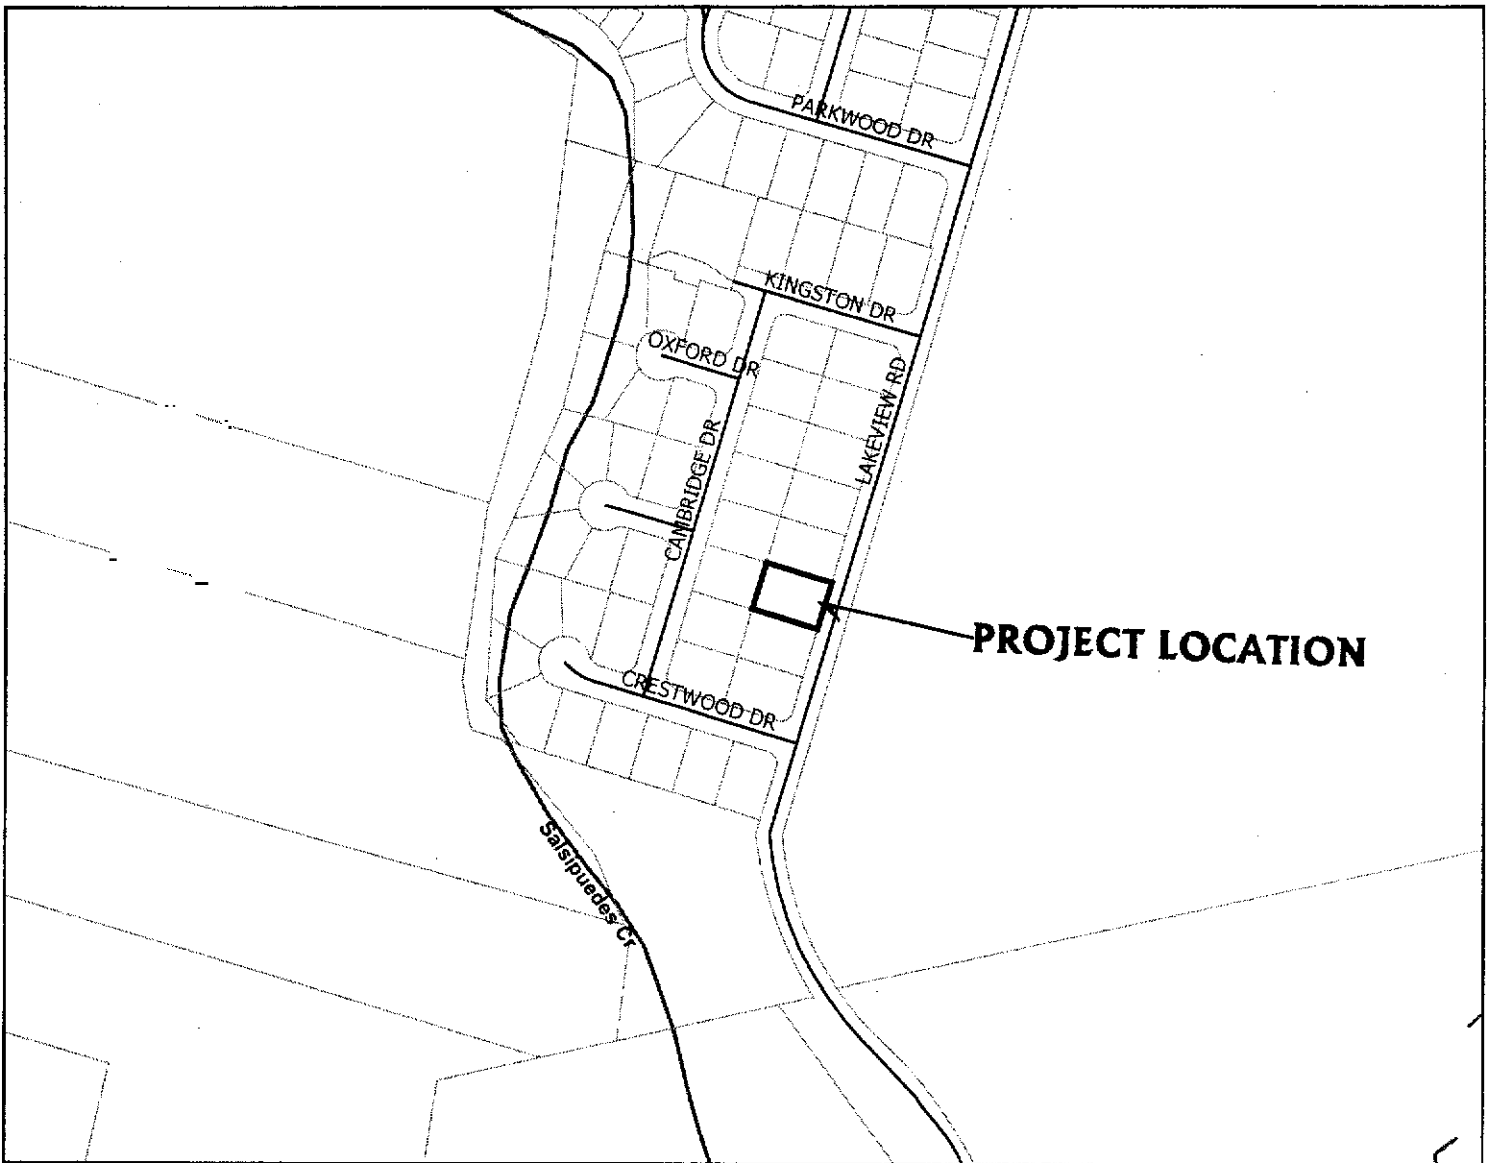 PARKWOOD DR
KINGSTON DR
OXFORD DR
LAKEVIEW RD
CAMBRIDGE DR
PROJECT LOCATION
CRESTWOOD DR
Salsipuedes Cr